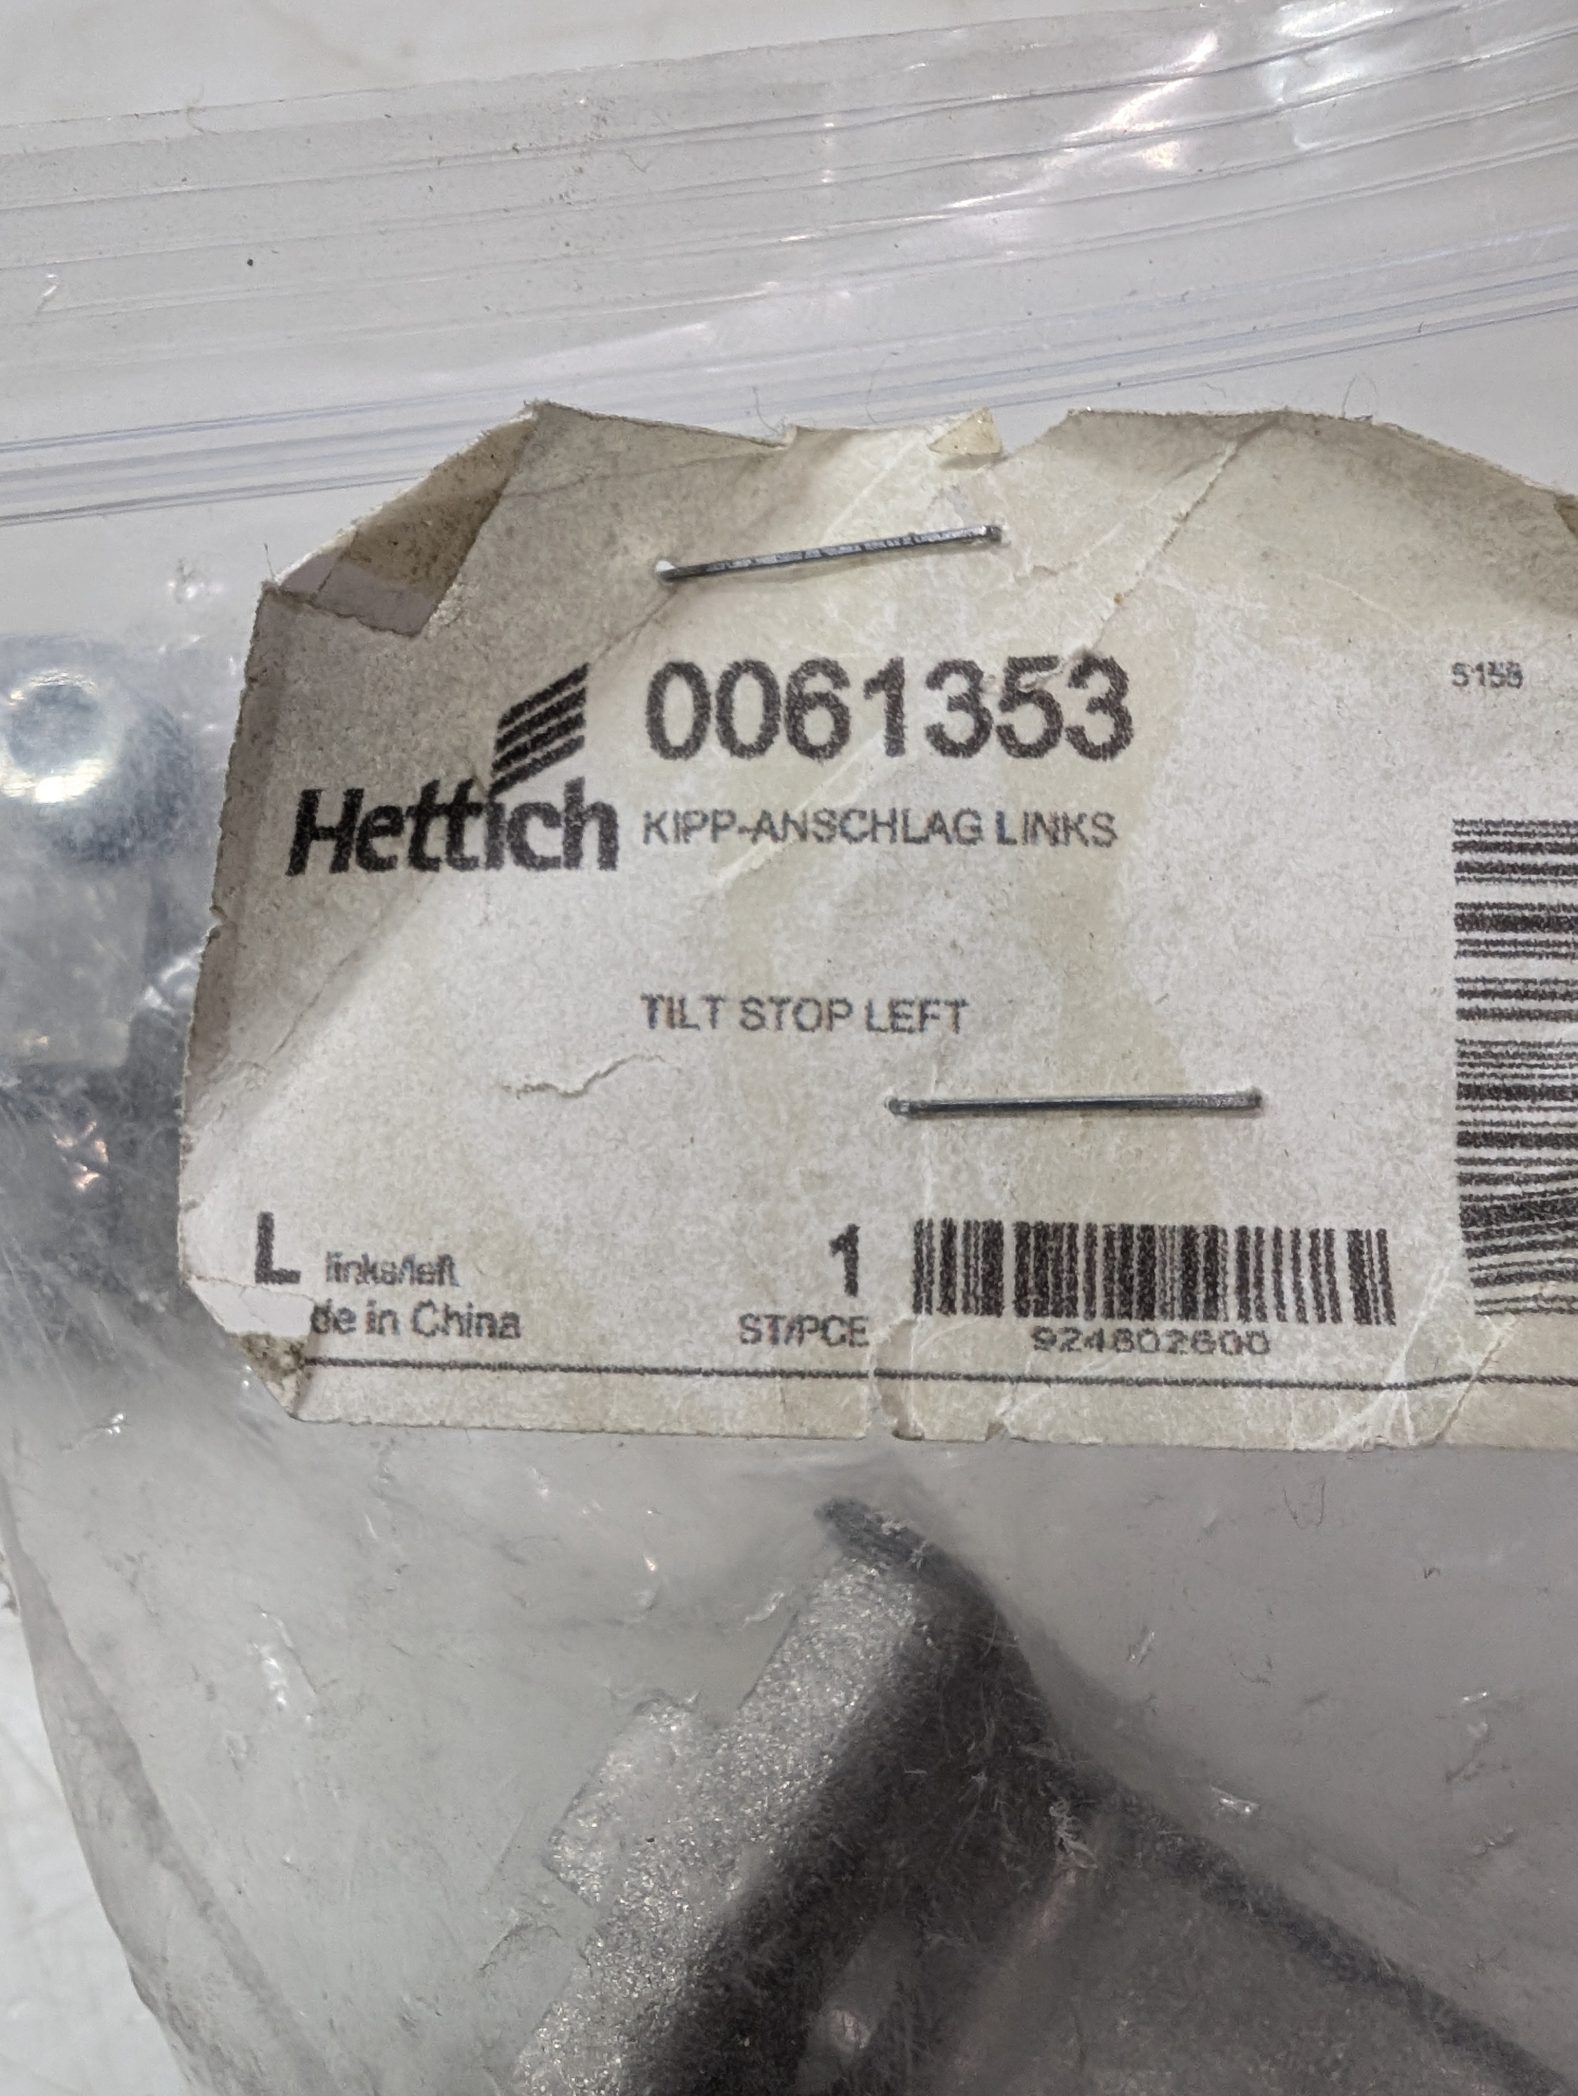 0061353
5158
Hettich
KIPP-ANSCHLAG LINKS
TILT STOP LEFT
L links/left
de in China
1
ST/PCE
924802600